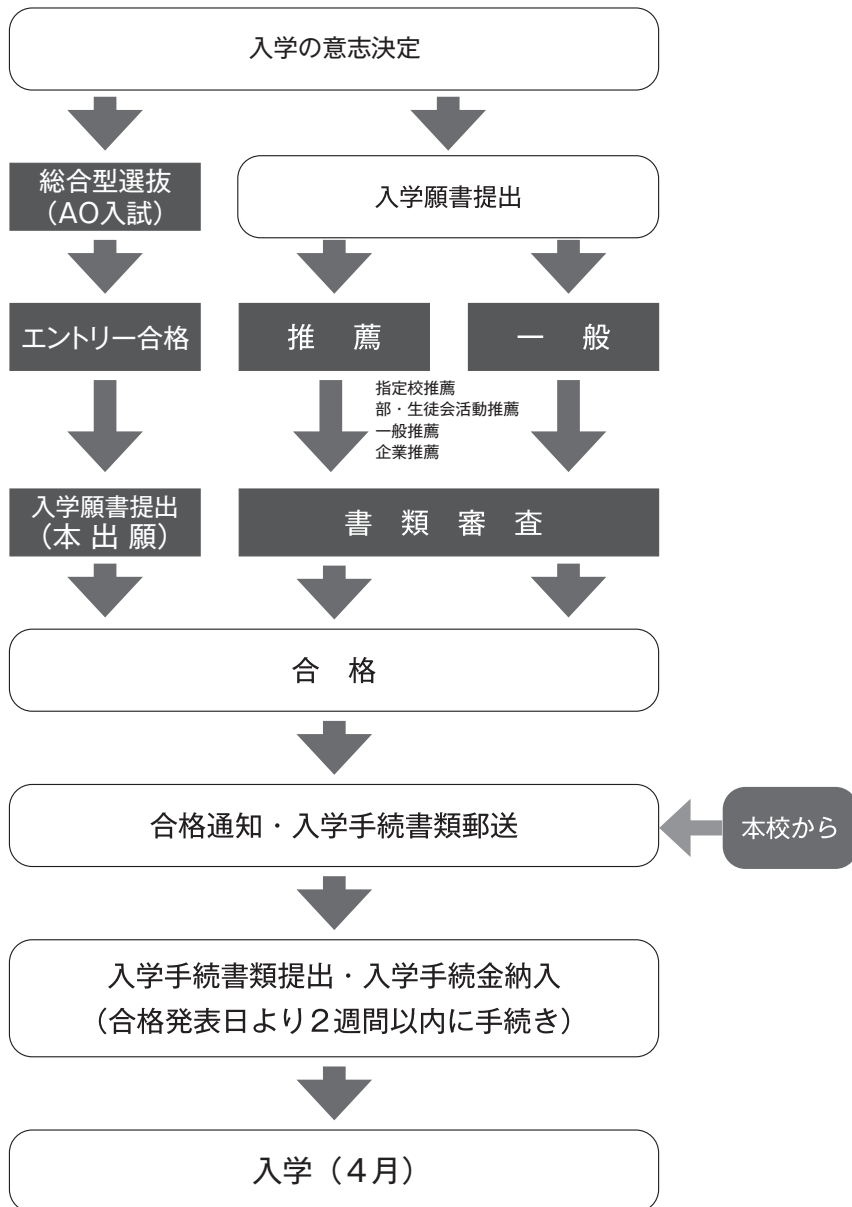 入学の意志決定
総合型選抜
（AO入試）
入学願書提出
エントリー合格
推　薦
一　般
指定校推薦
部・生徒会活動推薦
一般推薦
企業推薦
入学願書提出
（本 出 願）
書　類　審　査
合　格
合格通知・入学手続書類郵送
本校から
入学手続書類提出・入学手続金納入
（合格発表日より２週間以内に手続き）
入学（４月）